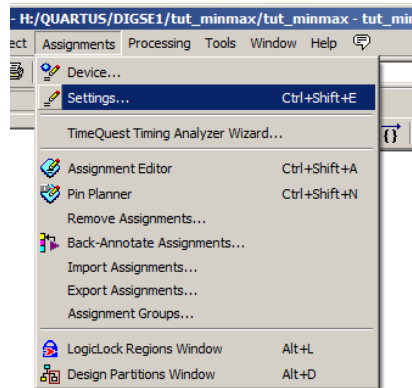 - H:/QUARTUS/DIGSE1/tut_minmax/tut_minmax - tut_mi
Assignments Processing Tools Window Help
Device...
Settings... Ctrl+Shift+E
TimeQuest Timing Analyzer Wizard...
Assignment Editor Ctrl+Shift+A
Pin Planner Ctrl+Shift+N
Remove Assignments...
Back-Annotate Assignments...
Import Assignments...
Export Assignments...
Assignment Groups...
LogicLock Regions Window Alt+L
Design Partitions Window Alt+D